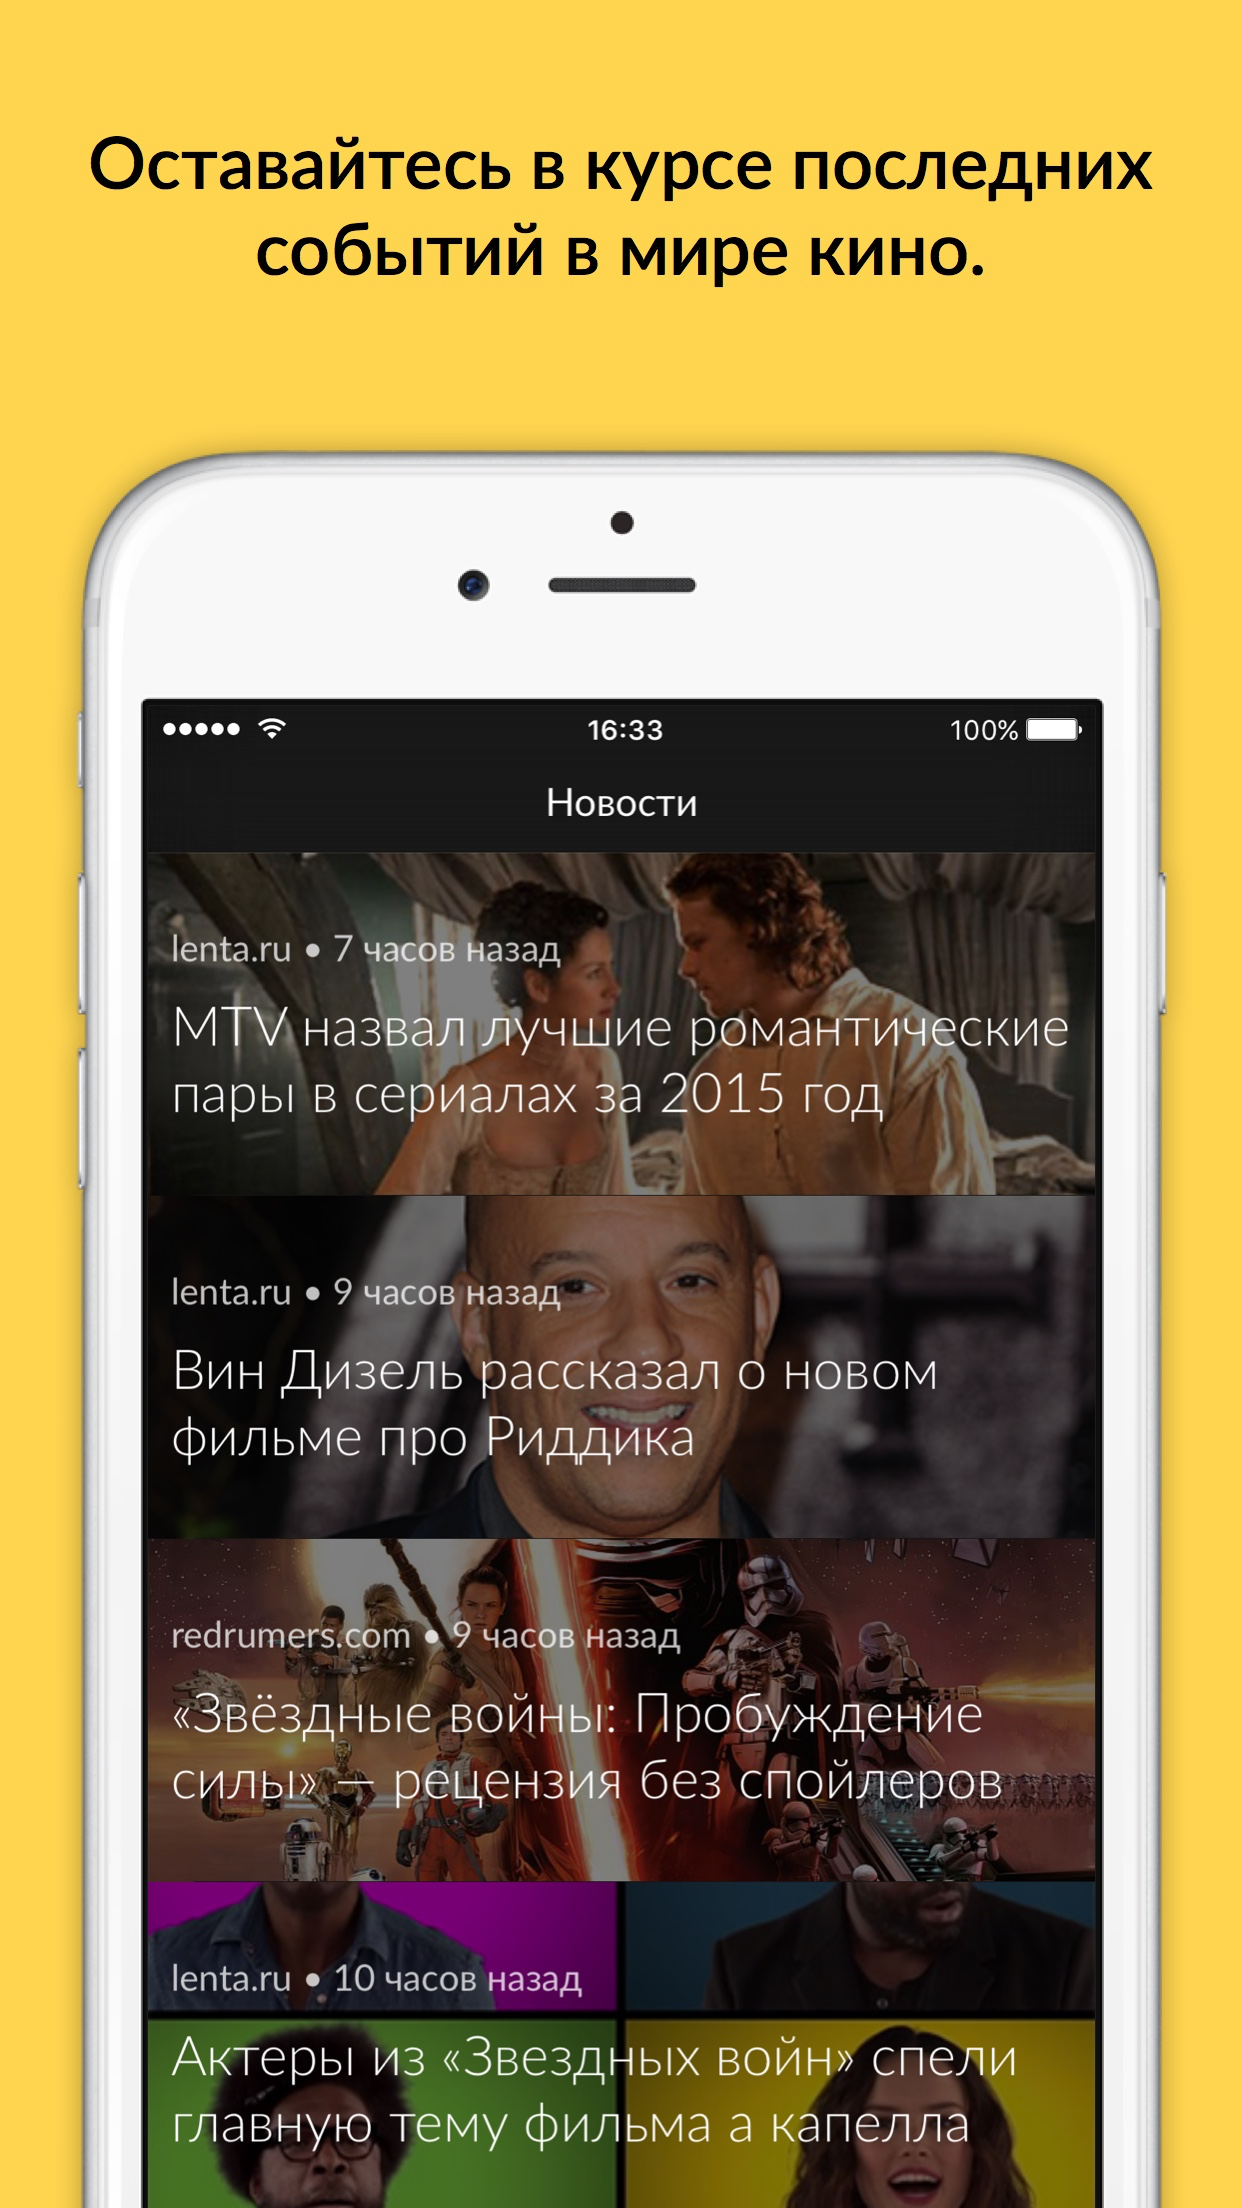 Оставайтесь в курсе последних
событий в мире кино.
16:33
100%
Новости
lenta.ru • 7 часов назад
MTV назвал лучшие романтические
пары в сериалах за 2015 год
lenta.ru • 9 часов назад
Вин Дизель рассказал о новом
фильме про Риддика
redrumers.com • 9 часов назад
«Звёздные войны: Пробуждение
силы» — рецензия без спойлеров
lenta.ru • 10 часов назад
Актеры из «Звездных войн» спели
главную тему фильма а капелла